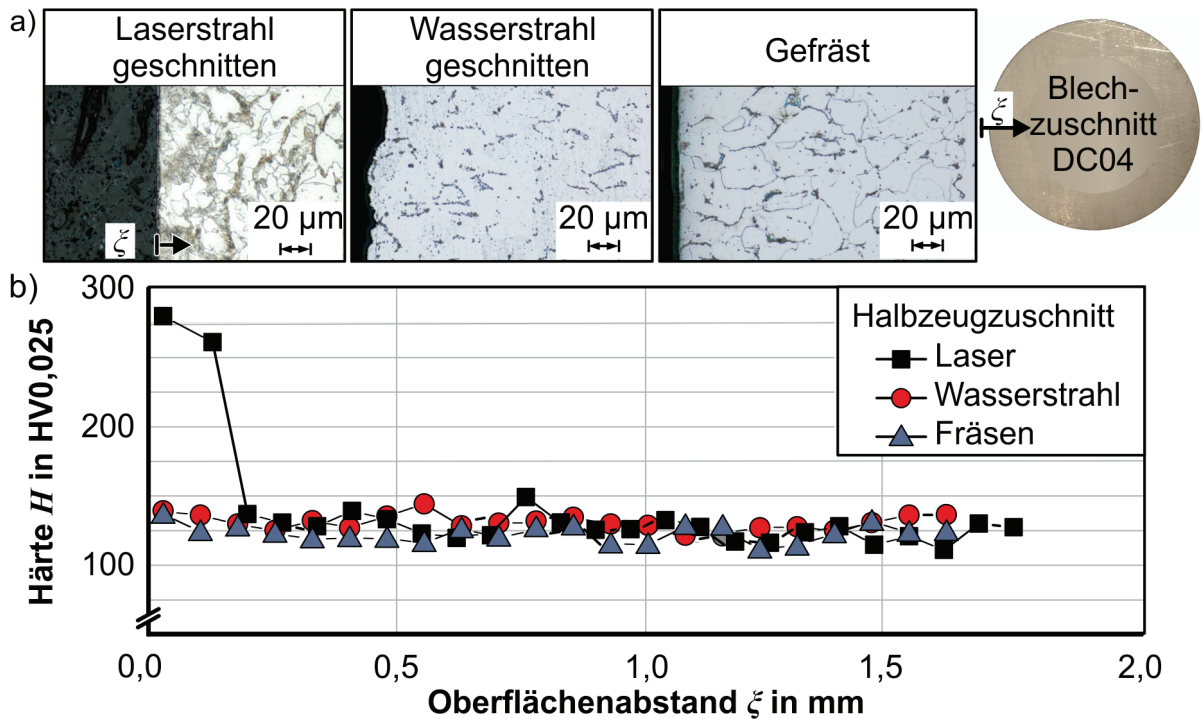 a)
Laserstrahl
geschnitten
Wasserstrahl
geschnitten
Gefräst
ξ
20 µm
20 µm
20 µm
ξ
Blech-
zuschnitt
DC04
b)
Härte H in HV0,025
300
200
100
Halbzeugzuschnitt
Laser
Wasserstrahl
Fräsen
0,0
0,5
1,0
1,5
2,0
Oberflächenabstand ξ in mm